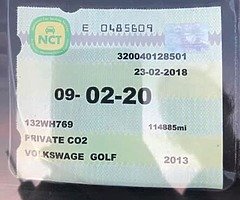 NCT
E 0485609
320040128501
23-02-2018
09-02-20
132WH769 114885mi
PRIVATE CO2
VOLKSWAGE GOLF 2013